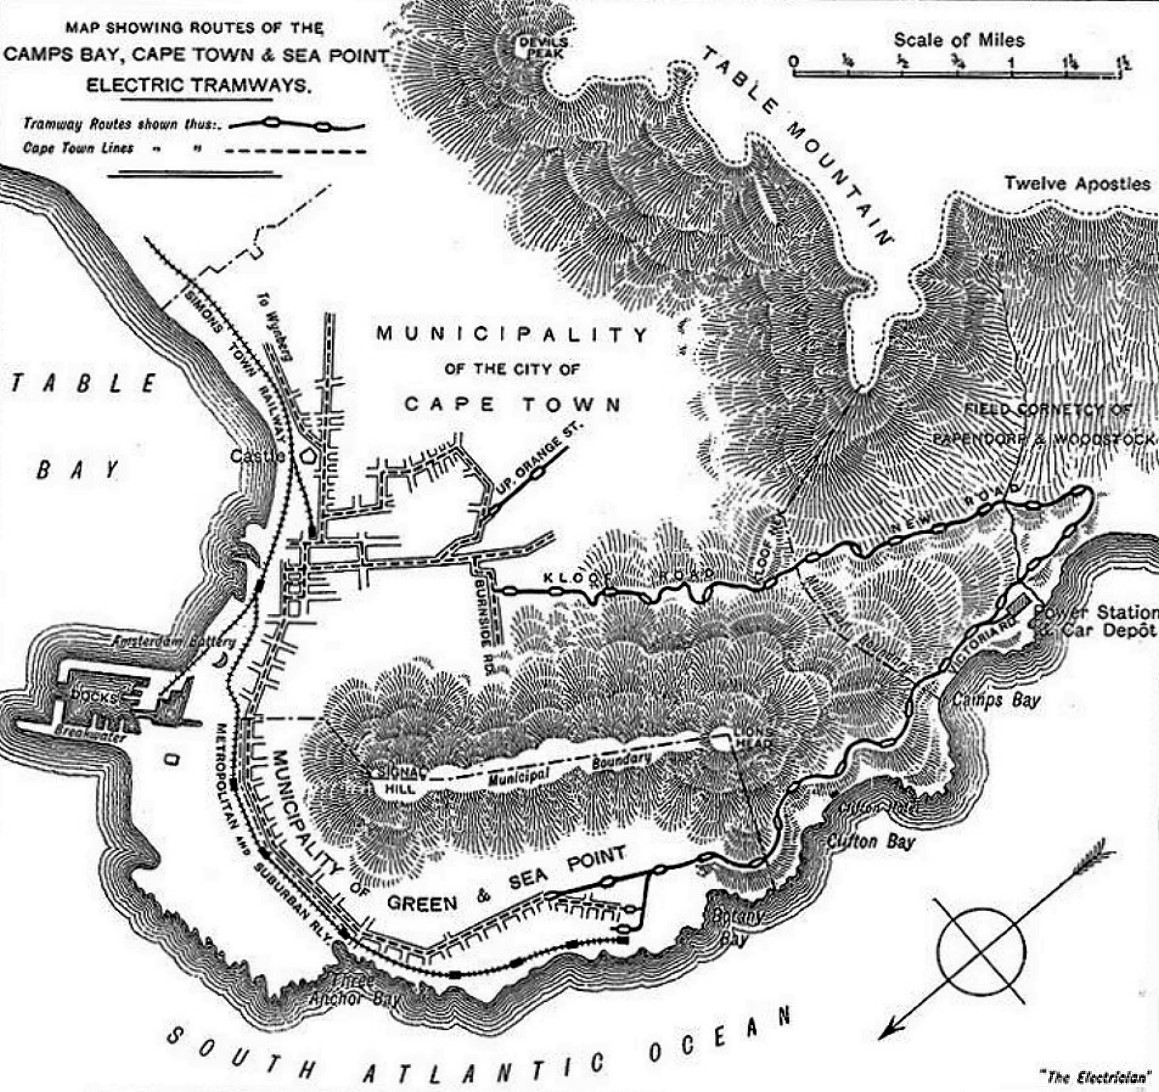 MAP SHOWING ROUTES OF THE
CAMPS BAY, CAPE TOWN & SEA POINT
ELECTRIC TRAMWAYS.
Tramway Routes shown thus:.
Cape Town Lines " "
DEVILS
PEAK
TABLE MOUNTAIN
Scale of Miles
0 ¼ ½ ¾ 1 1¼ 1½
Twelve Apostles
SIMONS TOWN RAILWAY
To Wynberg
MUNICIPALITY
OF THE CITY OF
CAPE TOWN
TABLE
BAY
Castle
UP. ORANGE ST.
FIELD CORNETCY OF
PAPENDORP & WOODSTOCK
NEW ROAD
KLOOF NK
KLOOF ROAD
BURNSIDE RD.
Municipal Boundary
Power Station
& Car Depôt
VICTORIA RD.
Camps Bay
Amsterdam Battery
DOCKS
Breakwater
METROPOLITAN AND SUBURBAN RLY.
MUNICIPALITY OF GREEN & SEA POINT
SIGNAL
HILL
Municipal Boundary
LIONS
HEAD
Clifton Hotel
Clifton Bay
Botany
Bay
Three
Anchor Bay
SOUTH ATLANTIC OCEAN
"The Electrician"